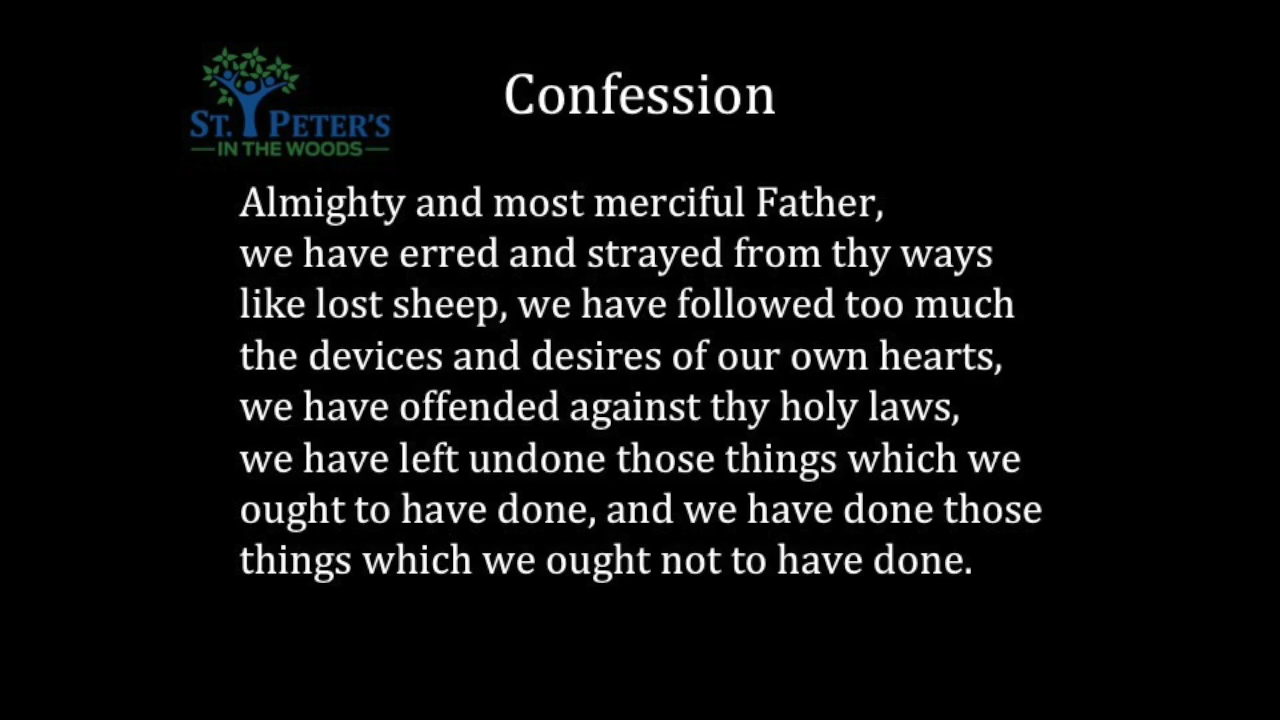 ST. PETER'S
IN THE WOODS
Confession
Almighty and most merciful Father,
we have erred and strayed from thy ways
like lost sheep, we have followed too much
the devices and desires of our own hearts,
we have offended against thy holy laws,
we have left undone those things which we
ought to have done, and we have done those
things which we ought not to have done.